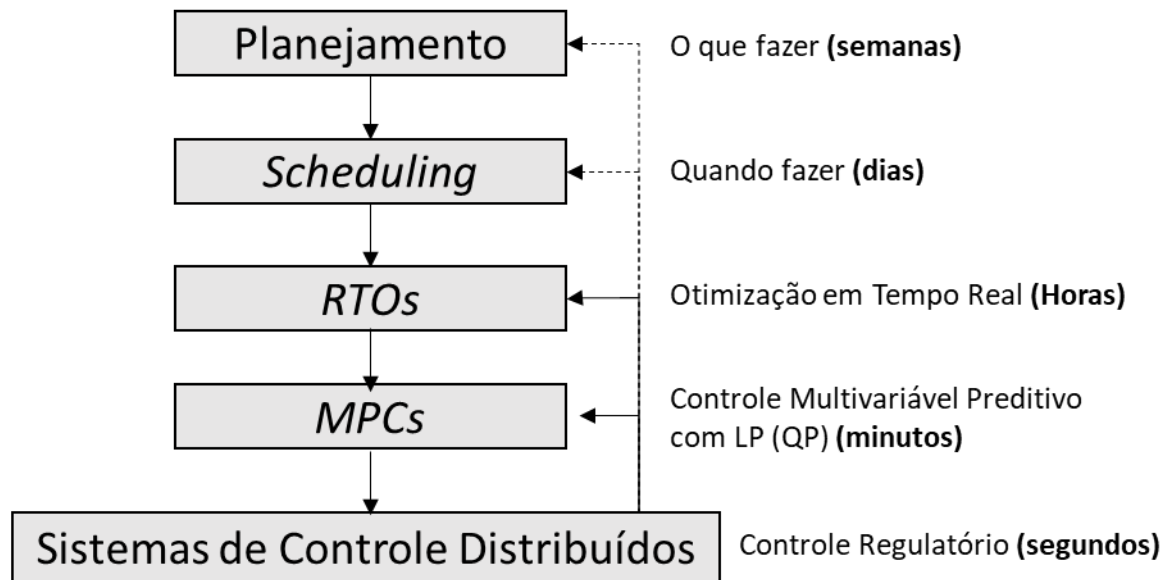 Planejamento
O que fazer (semanas)
Scheduling
Quando fazer (dias)
RTOs
Otimização em Tempo Real (Horas)
MPCs
Controle Multivariável Preditivo
com LP (QP) (minutos)
Sistemas de Controle Distribuídos
Controle Regulatório (segundos)